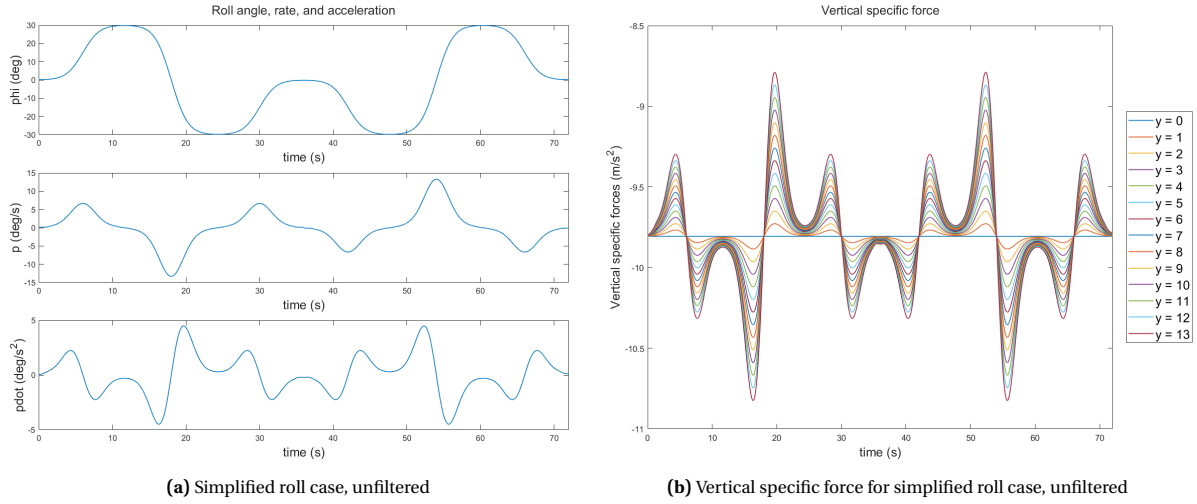 Roll angle, rate, and acceleration
phi (deg)
30
20
10
0
10
20
30
0 10 20 30 40 50 60 70
time (s)
p (deg/s)
15
10
5
0
-5
-10
-15
0 10 20 30 40 50 60 70
time (s)
pdot (deg/s²)
5
0
-5
0 10 20 30 40 50 60 70
time (s)
(a) Simplified roll case, unfiltered
Vertical specific force
Vertical specific forces (m/s²)
-8.5
-9
-9.5
-10
-10.5
-11
0 10 20 30 40 50 60 70
time (s)
y = 0
y = 1
y = 2
y = 3
y = 4
y = 5
y = 6
y = 7
y = 8
y = 9
y = 10
y = 11
y = 12
y = 13
(b) Vertical specific force for simplified roll case, unfiltered